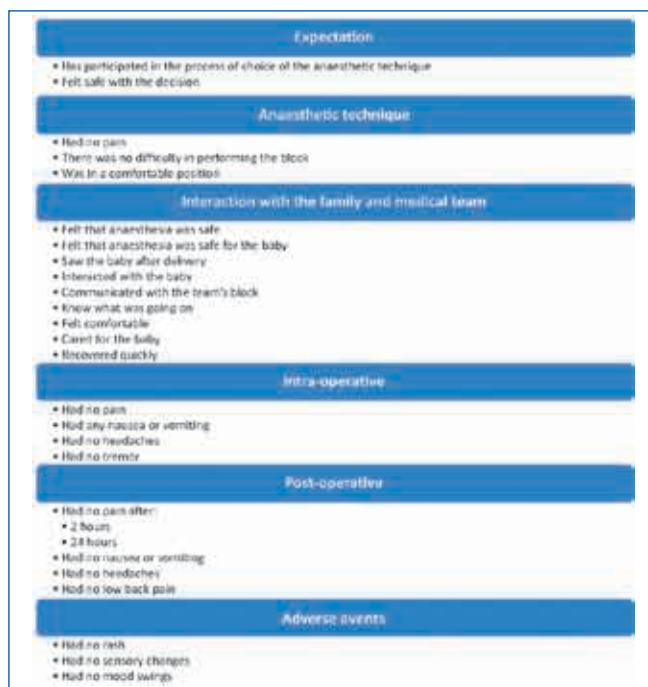 Expectation
• Has participated in the process of choice of the anaesthetic technique
• Felt safe with the decision
Anaesthetic technique
• Had no pain
• There was no difficulty in performing the block
• Was in a comfortable position
Interaction with the family and medical team
• Felt that anaesthesia was safe
• Felt that anaesthesia was safe for the baby
• Saw the baby after delivery
• Interacted with the baby
• Communicated with the team's block
• Know what was going on
• Felt comfortable
• Caret for the baby
• Recovered quickly
Intra-operative
• Had no pain
• Had any nausea or vomiting
• Had no headaches
• Had no tremor
Post-operative
• Had no pain after:
• 2 hours
• 24 hours
• Had no nausea or vomiting
• Had no headaches
• Had no low back pain
Adverse events
• Had no rash
• Had no sensory changes
• Had no mood swings